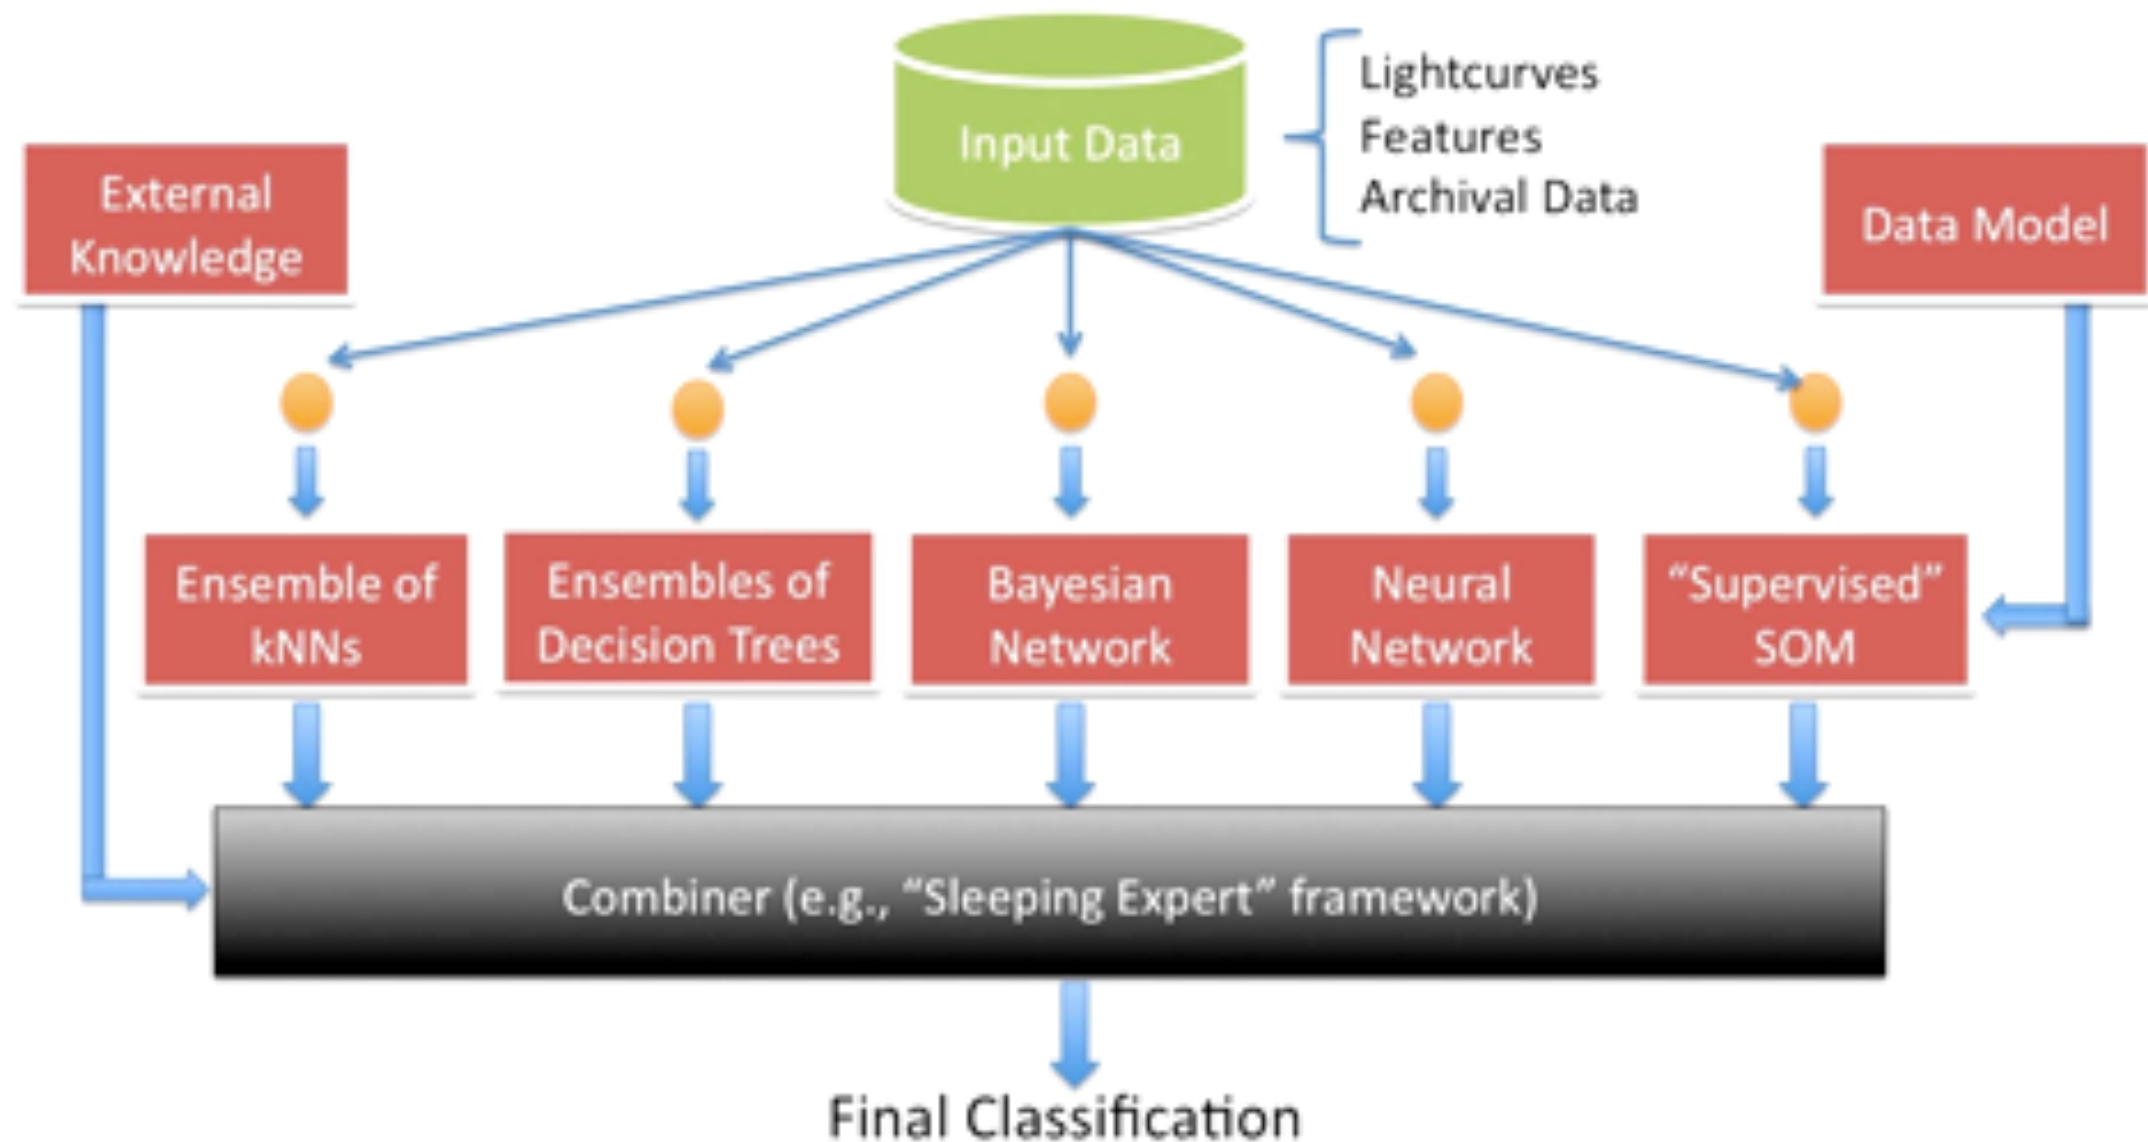 Input Data
Lightcurves
Features
Archival Data
External
Knowledge
Data Model
Ensemble of
kNNs
Ensembles of
Decision Trees
Bayesian
Network
Neural
Network
“Supervised”
SOM
Combiner (e.g., “Sleeping Expert” framework)
Final Classification